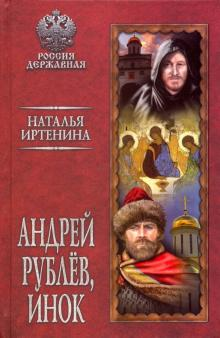 РОССИЯ
ДЕРЖАВНАЯ
НАТАЛЬЯ
ИРТЕНИНА
АНДРЕЙ
РУБЛЁВ,
ИНОК